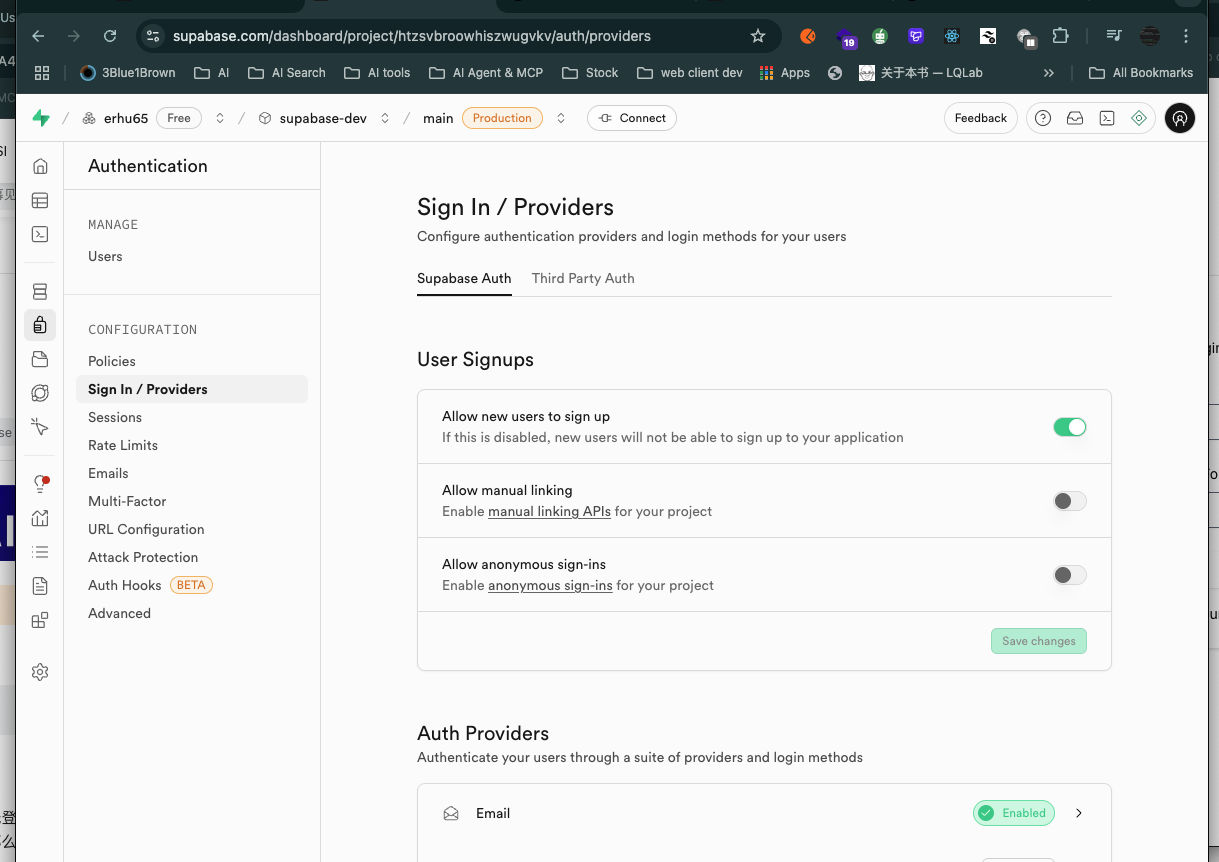 supabase.com/dashboard/project/htzsvbroowhiszwugvkv/auth/providers
19
3Blue1Brown AI AI Search AI tools AI Agent & MCP Stock web client dev Apps 关于本书 — LQLab » All Bookmarks
erhu65 Free / supabase-dev / main Production Connect Feedback
Authentication
MANAGE
Users
CONFIGURATION
Policies
Sign In / Providers
Sessions
Rate Limits
Emails
Multi-Factor
URL Configuration
Attack Protection
Auth Hooks BETA
Advanced
Sign In / Providers
Configure authentication providers and login methods for your users
Supabase Auth Third Party Auth
User Signups
Allow new users to sign up
If this is disabled, new users will not be able to sign up to your application
Allow manual linking
Enable manual linking APIs for your project
Allow anonymous sign-ins
Enable anonymous sign-ins for your project
Save changes
Auth Providers
Authenticate your users through a suite of providers and login methods
Email Enabled